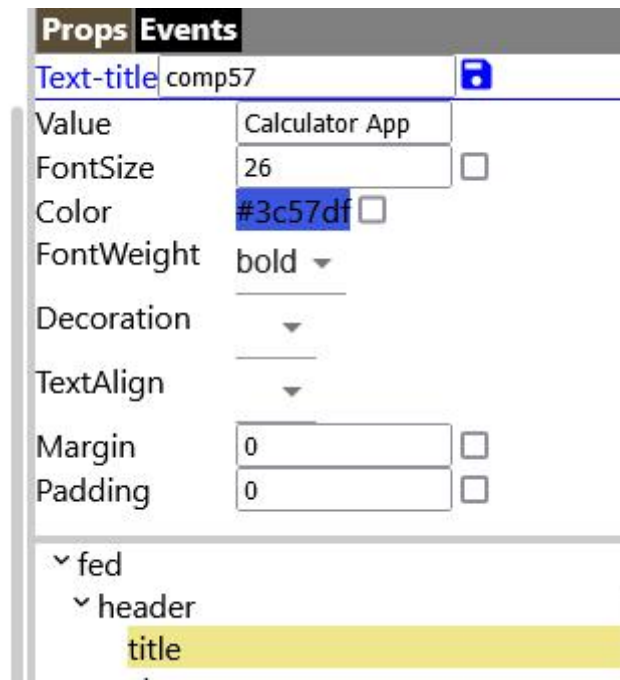 Props Events
Text-title comp57
Value Calculator App
FontSize 26
Color #3c57df
FontWeight bold
Decoration
TextAlign
Margin 0
Padding 0
fed
header
title